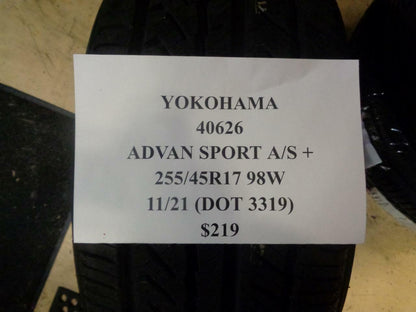 YOKOHAMA
40626
ADVAN SPORT A/S +
255/45R17 98W
11/21 (DOT 3319)
$219